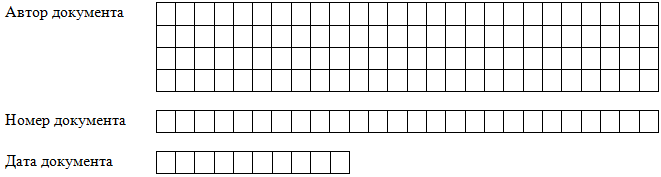 Автор документа
Номер документа
Дата документа